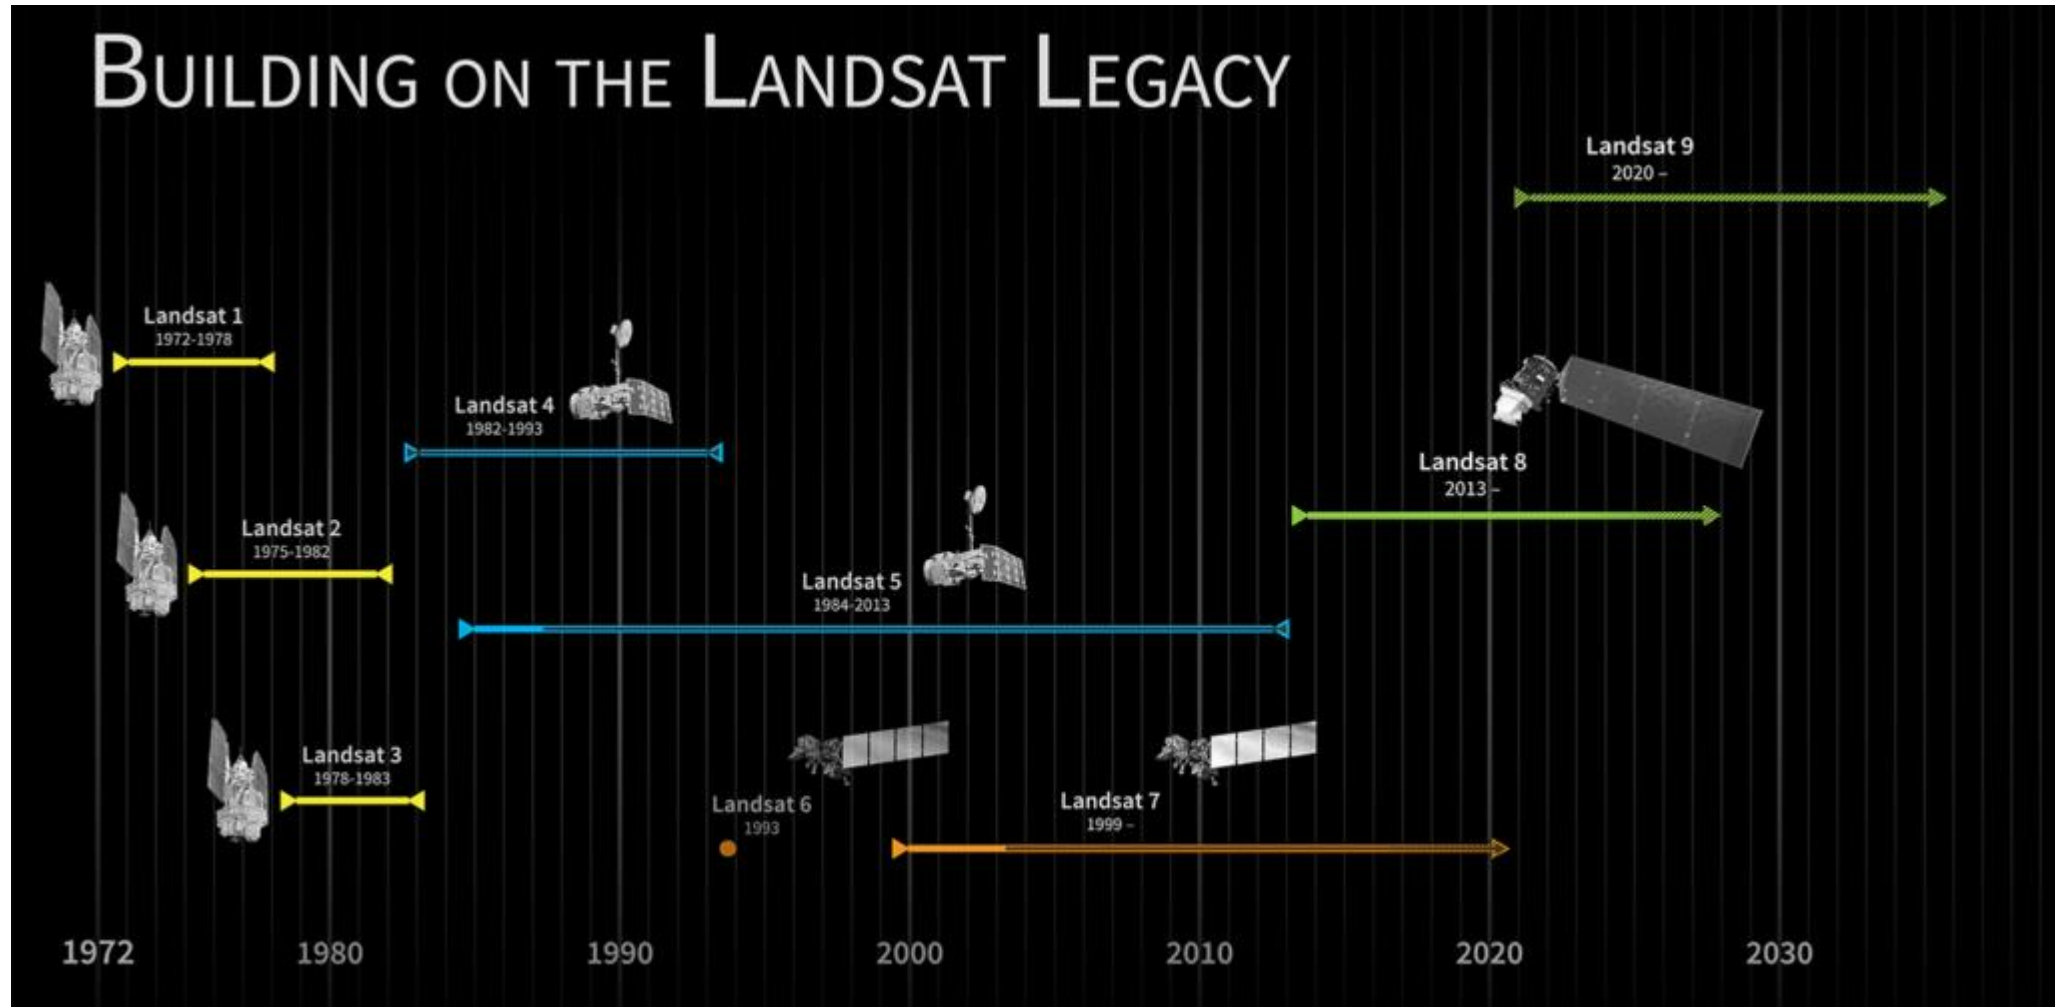 BUILDING ON THE LANDSAT LEGACY
Landsat 9
2020 –
Landsat 1
1972-1978
Landsat 4
1982-1993
Landsat 8
2013 –
Landsat 2
1975-1982
Landsat 5
1984-2013
Landsat 3
1978-1983
Landsat 6
1993
Landsat 7
1999 –
1972 1980 1990 2000 2010 2020 2030